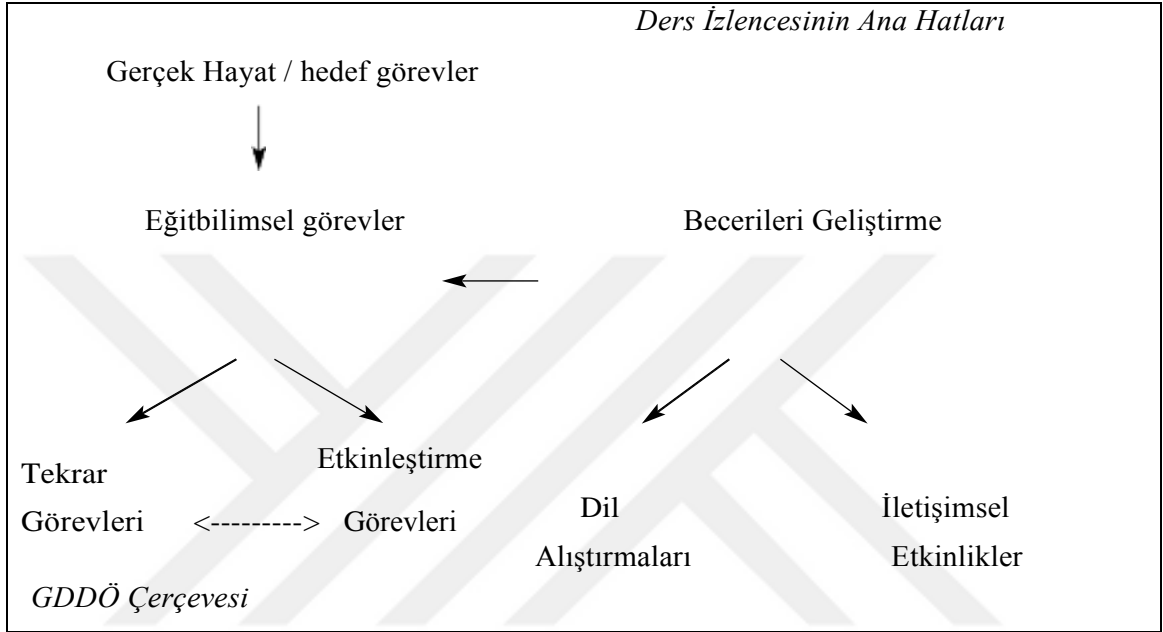 Ders İzlencesinin Ana Hatları
Gerçek Hayat / hedef görevler
Eğitbilimsel görevler
Becerileri Geliştirme
Tekrar
Görevleri
<--------->
Etkinleştirme
Görevleri
Dil
Alıştırmaları
İletişimsel
Etkinlikler
GDDÖ Çerçevesi